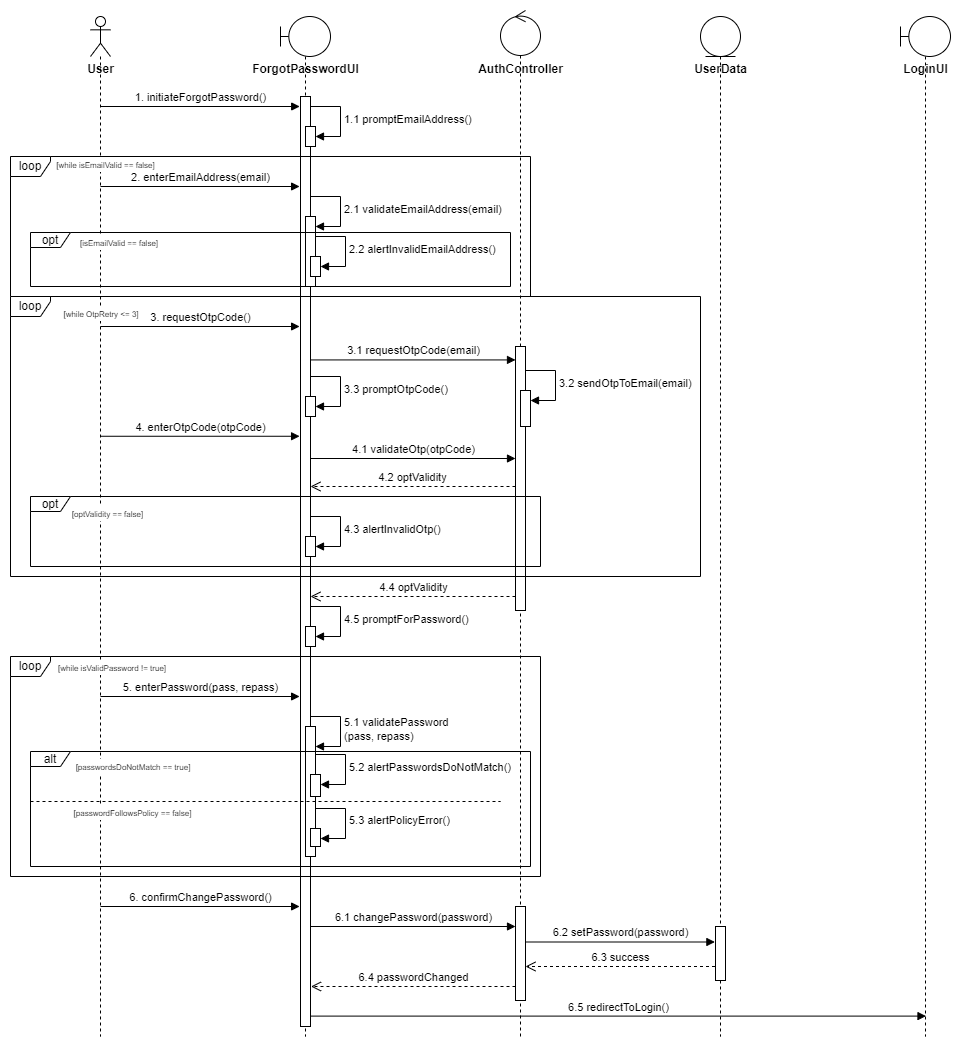 User
ForgotPasswordUI
AuthController
UserData
LoginUI
1. initiateForgotPassword()
1.1 promptEmailAddress()
loop
[while isEmailValid == false]
2. enterEmailAddress(email)
2.1 validateEmailAddress(email)
opt
[isEmailValid == false]
2.2 alertInvalidEmailAddress()
loop
[while OtpRetry <= 3]
3. requestOtpCode()
3.1 requestOtpCode(email)
3.2 sendOtpToEmail(email)
3.3 promptOtpCode()
4. enterOtpCode(otpCode)
4.1 validateOtp(otpCode)
4.2 optValidity
opt
[optValidity == false]
4.3 alertInvalidOtp()
4.4 optValidity
4.5 promptForPassword()
loop
[while isValidPassword != true]
5. enterPassword(pass, repass)
5.1 validatePassword
(pass, repass)
alt
[passwordsDoNotMatch == true]
5.2 alertPasswordsDoNotMatch()
[passwordFollowsPolicy == false]
5.3 alertPolicyError()
6. confirmChangePassword()
6.1 changePassword(password)
6.2 setPassword(password)
6.3 success
6.4 passwordChanged
6.5 redirectToLogin()